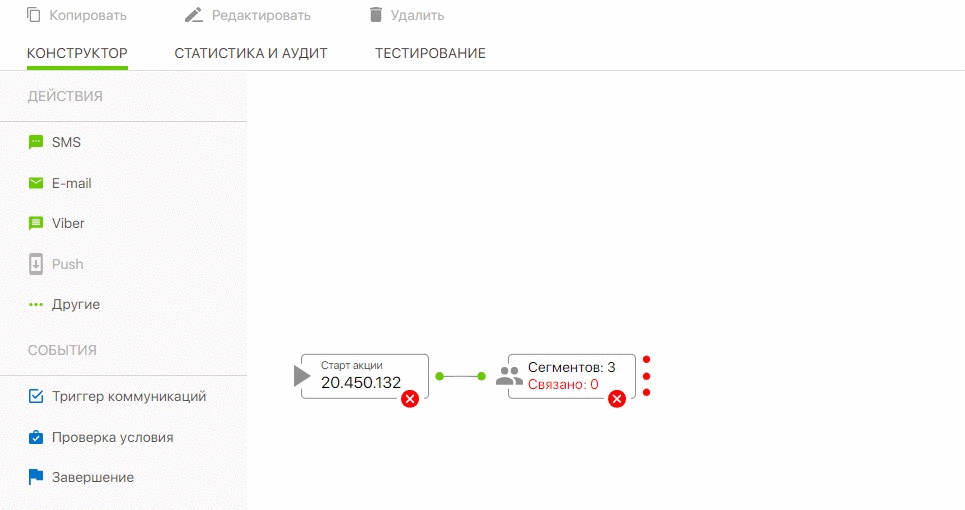 Копировать Редактировать Удалить
КОНСТРУКТОР СТАТИСТИКА И АУДИТ ТЕСТИРОВАНИЕ
ДЕЙСТВИЯ
SMS
E-mail
Viber
Push
Другие
СОБЫТИЯ
Триггер коммуникаций
Проверка условия
Завершение
Старт акции
20.450.132
Сегментов: 3
Связано: 0